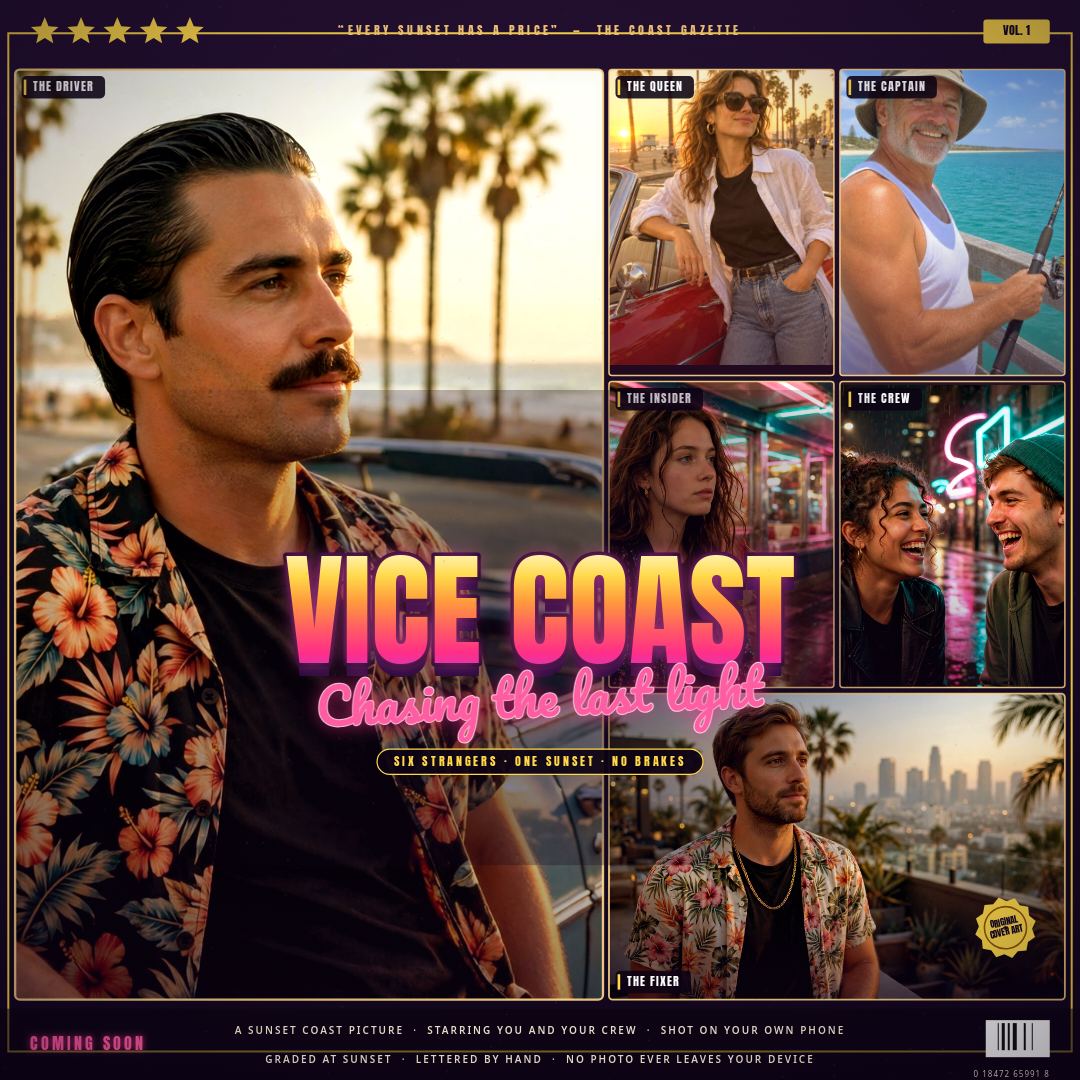 “EVERY SUNSET HAS A PRICE” — THE COAST GAZETTE
VOL. 1
THE DRIVER
THE QUEEN
THE CAPTAIN
THE INSIDER
THE CREW
VICE COAST
Chasing the last light
SIX STRANGERS · ONE SUNSET · NO BRAKES
ORIGINAL
COVER ART
THE FIXER
A SUNSET COAST PICTURE · STARRING YOU AND YOUR CREW · SHOT ON YOUR OWN PHONE
COMING SOON
GRADED AT SUNSET · LETTERED BY HAND · NO PHOTO EVER LEAVES YOUR DEVICE
0 18472 65991 8